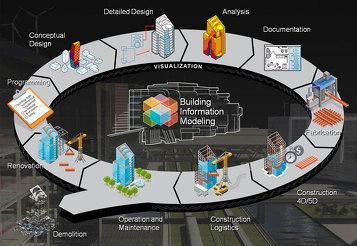 Detailed Design
Analysis
Conceptual
Design
Documentation
VISUALIZATION
Programming
Building
Information
Modeling
Fabrication
Renovation
Construction
4D/5D
Operation and
Maintenance
Construction
Logistics
Demolition